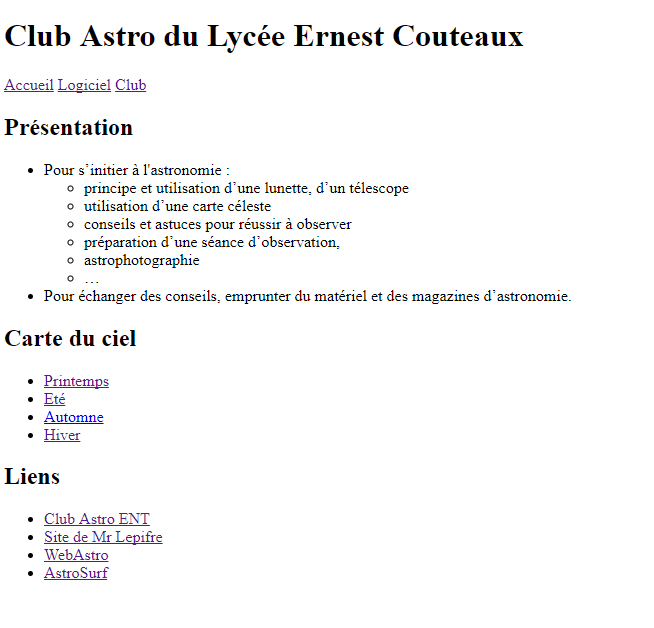 Club Astro du Lycée Ernest Couteaux
Accueil Logiciel Club
Présentation
Pour s’initier à l'astronomie :
principe et utilisation d’une lunette, d’un télescope
utilisation d’une carte céleste
conseils et astuces pour réussir à observer
préparation d’une séance d’observation,
astrophotographie
…
Pour échanger des conseils, emprunter du matériel et des magazines d’astronomie.
Carte du ciel
Printemps
Eté
Automne
Hiver
Liens
Club Astro ENT
Site de Mr Lepifre
WebAstro
AstroSurf